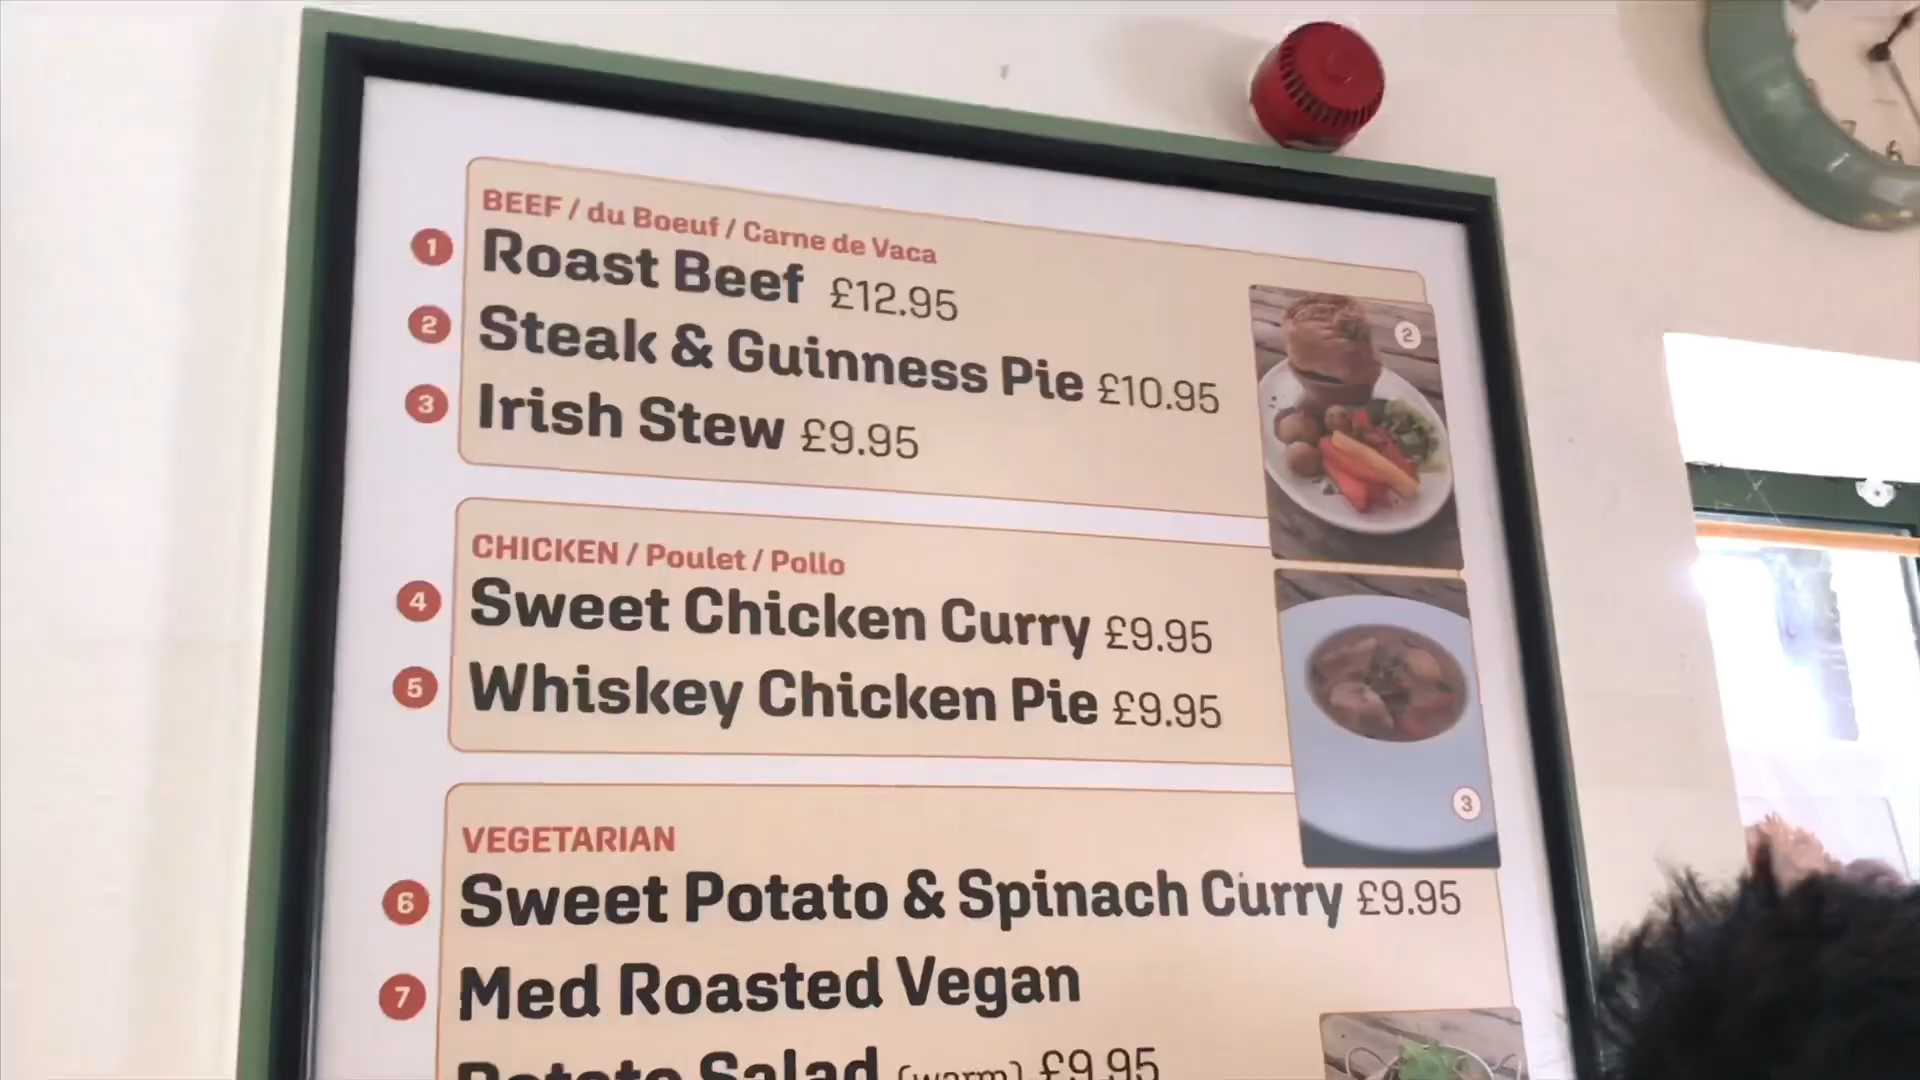 BEEF / du Boeuf / Carne de Vaca
1 Roast Beef £12.95
2 Steak & Guinness Pie £10.95
3 Irish Stew £9.95
2
CHICKEN / Poulet / Pollo
4 Sweet Chicken Curry £9.95
5 Whiskey Chicken Pie £9.95
3
VEGETARIAN
6 Sweet Potato & Spinach Curry £9.95
7 Med Roasted Vegan
Potato Salad (warm) £9.95
6